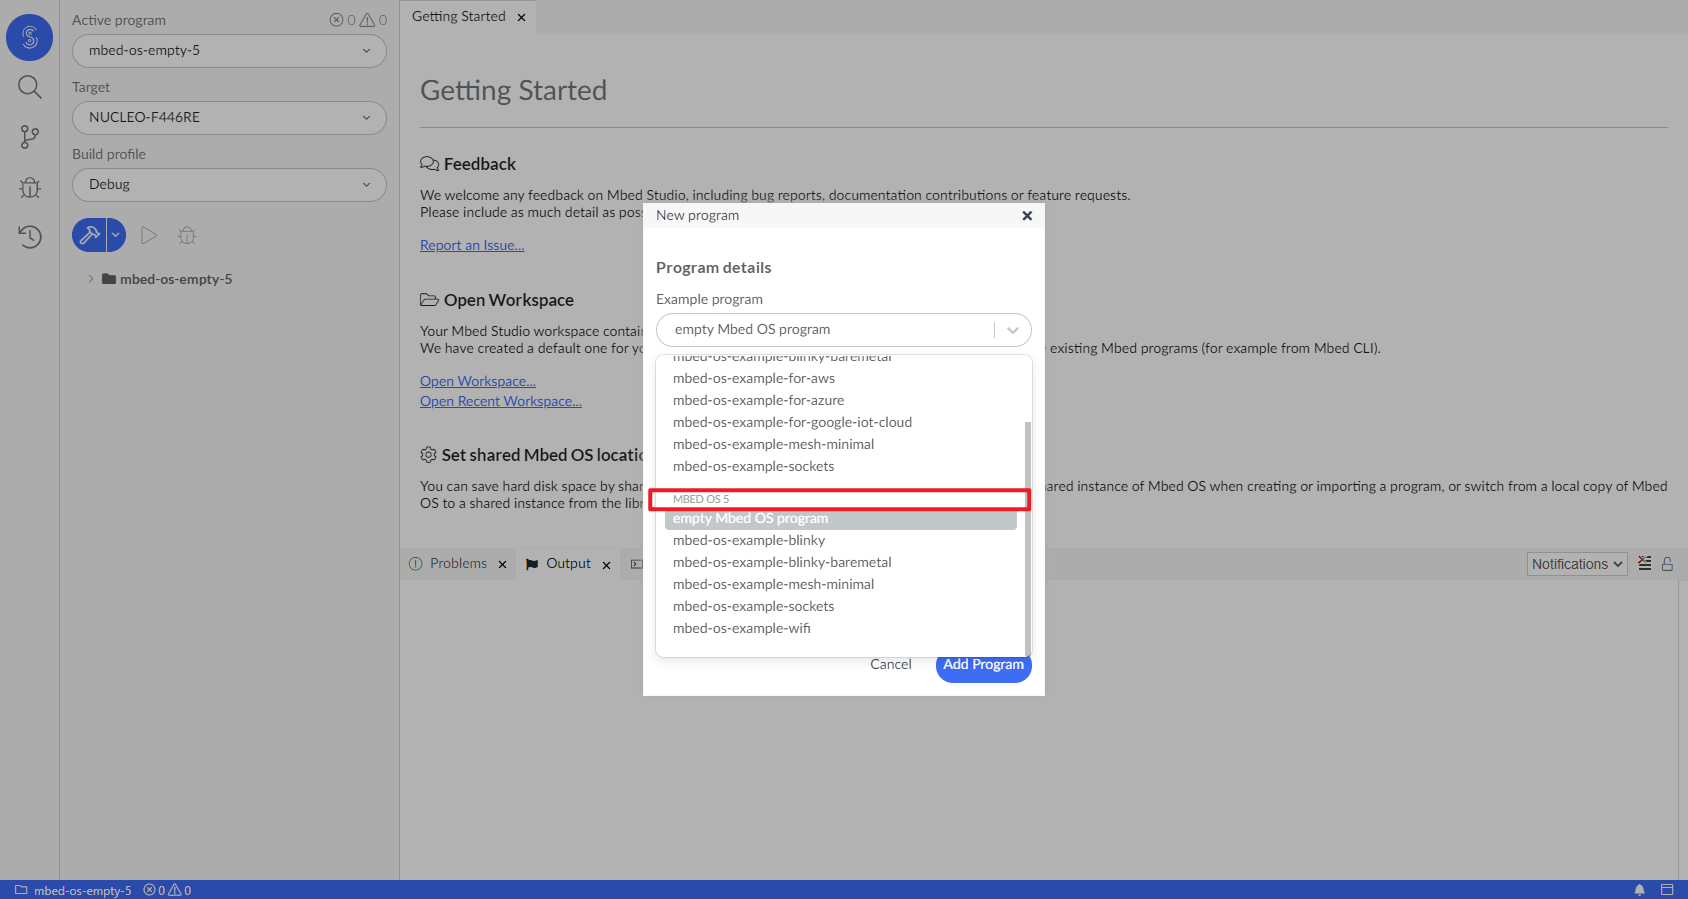 Active program
0 0
mbed-os-empty-5
Target
NUCLEO-F446RE
Build profile
Debug
mbed-os-empty-5
Getting Started
Getting Started
Feedback
We welcome any feedback on Mbed Studio, including bug reports, documentation contributions or feature requests.
Please include as much detail as pos
Report an Issue...
Open Workspace
Your Mbed Studio workspace contai
We have created a default one for yo existing Mbed programs (for example from Mbed CLI).
Open Workspace...
Open Recent Workspace...
Set shared Mbed OS locatio
You can save hard disk space by shar ared instance of Mbed OS when creating or importing a program, or switch from a local copy of Mbed
OS to a shared instance from the libr
New program
Program details
Example program
empty Mbed OS program
mbed-os-example-blinky-baremetal
mbed-os-example-for-aws
mbed-os-example-for-azure
mbed-os-example-for-google-iot-cloud
mbed-os-example-mesh-minimal
mbed-os-example-sockets
MBED OS 5
empty Mbed OS program
mbed-os-example-blinky
mbed-os-example-blinky-baremetal
mbed-os-example-mesh-minimal
mbed-os-example-sockets
mbed-os-example-wifi
Cancel Add Program
Problems Output Notifications
mbed-os-empty-5 0 0